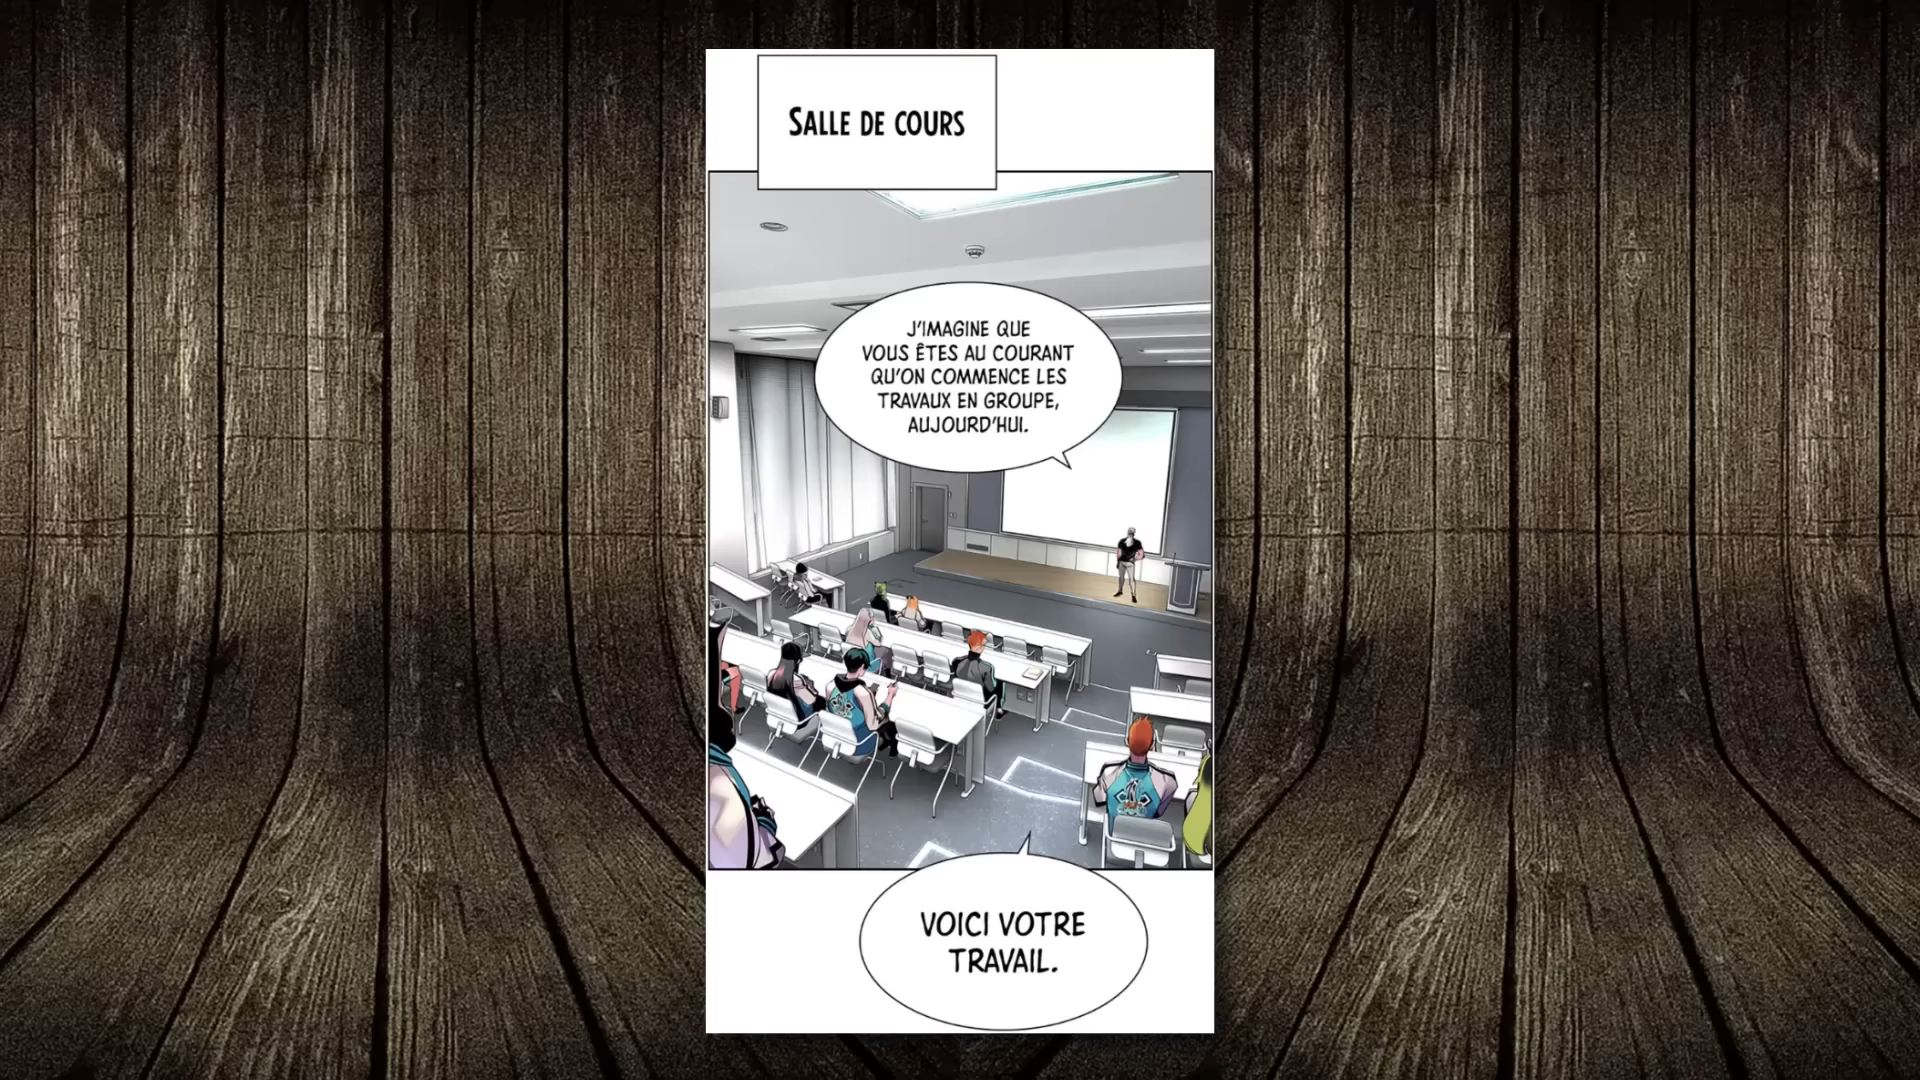 SALLE DE COURS
J'IMAGINE QUE
VOUS ÊTES AU COURANT
QU'ON COMMENCE LES
TRAVAUX EN GROUPE,
AUJOURD'HUI.
VOICI VOTRE
TRAVAIL.